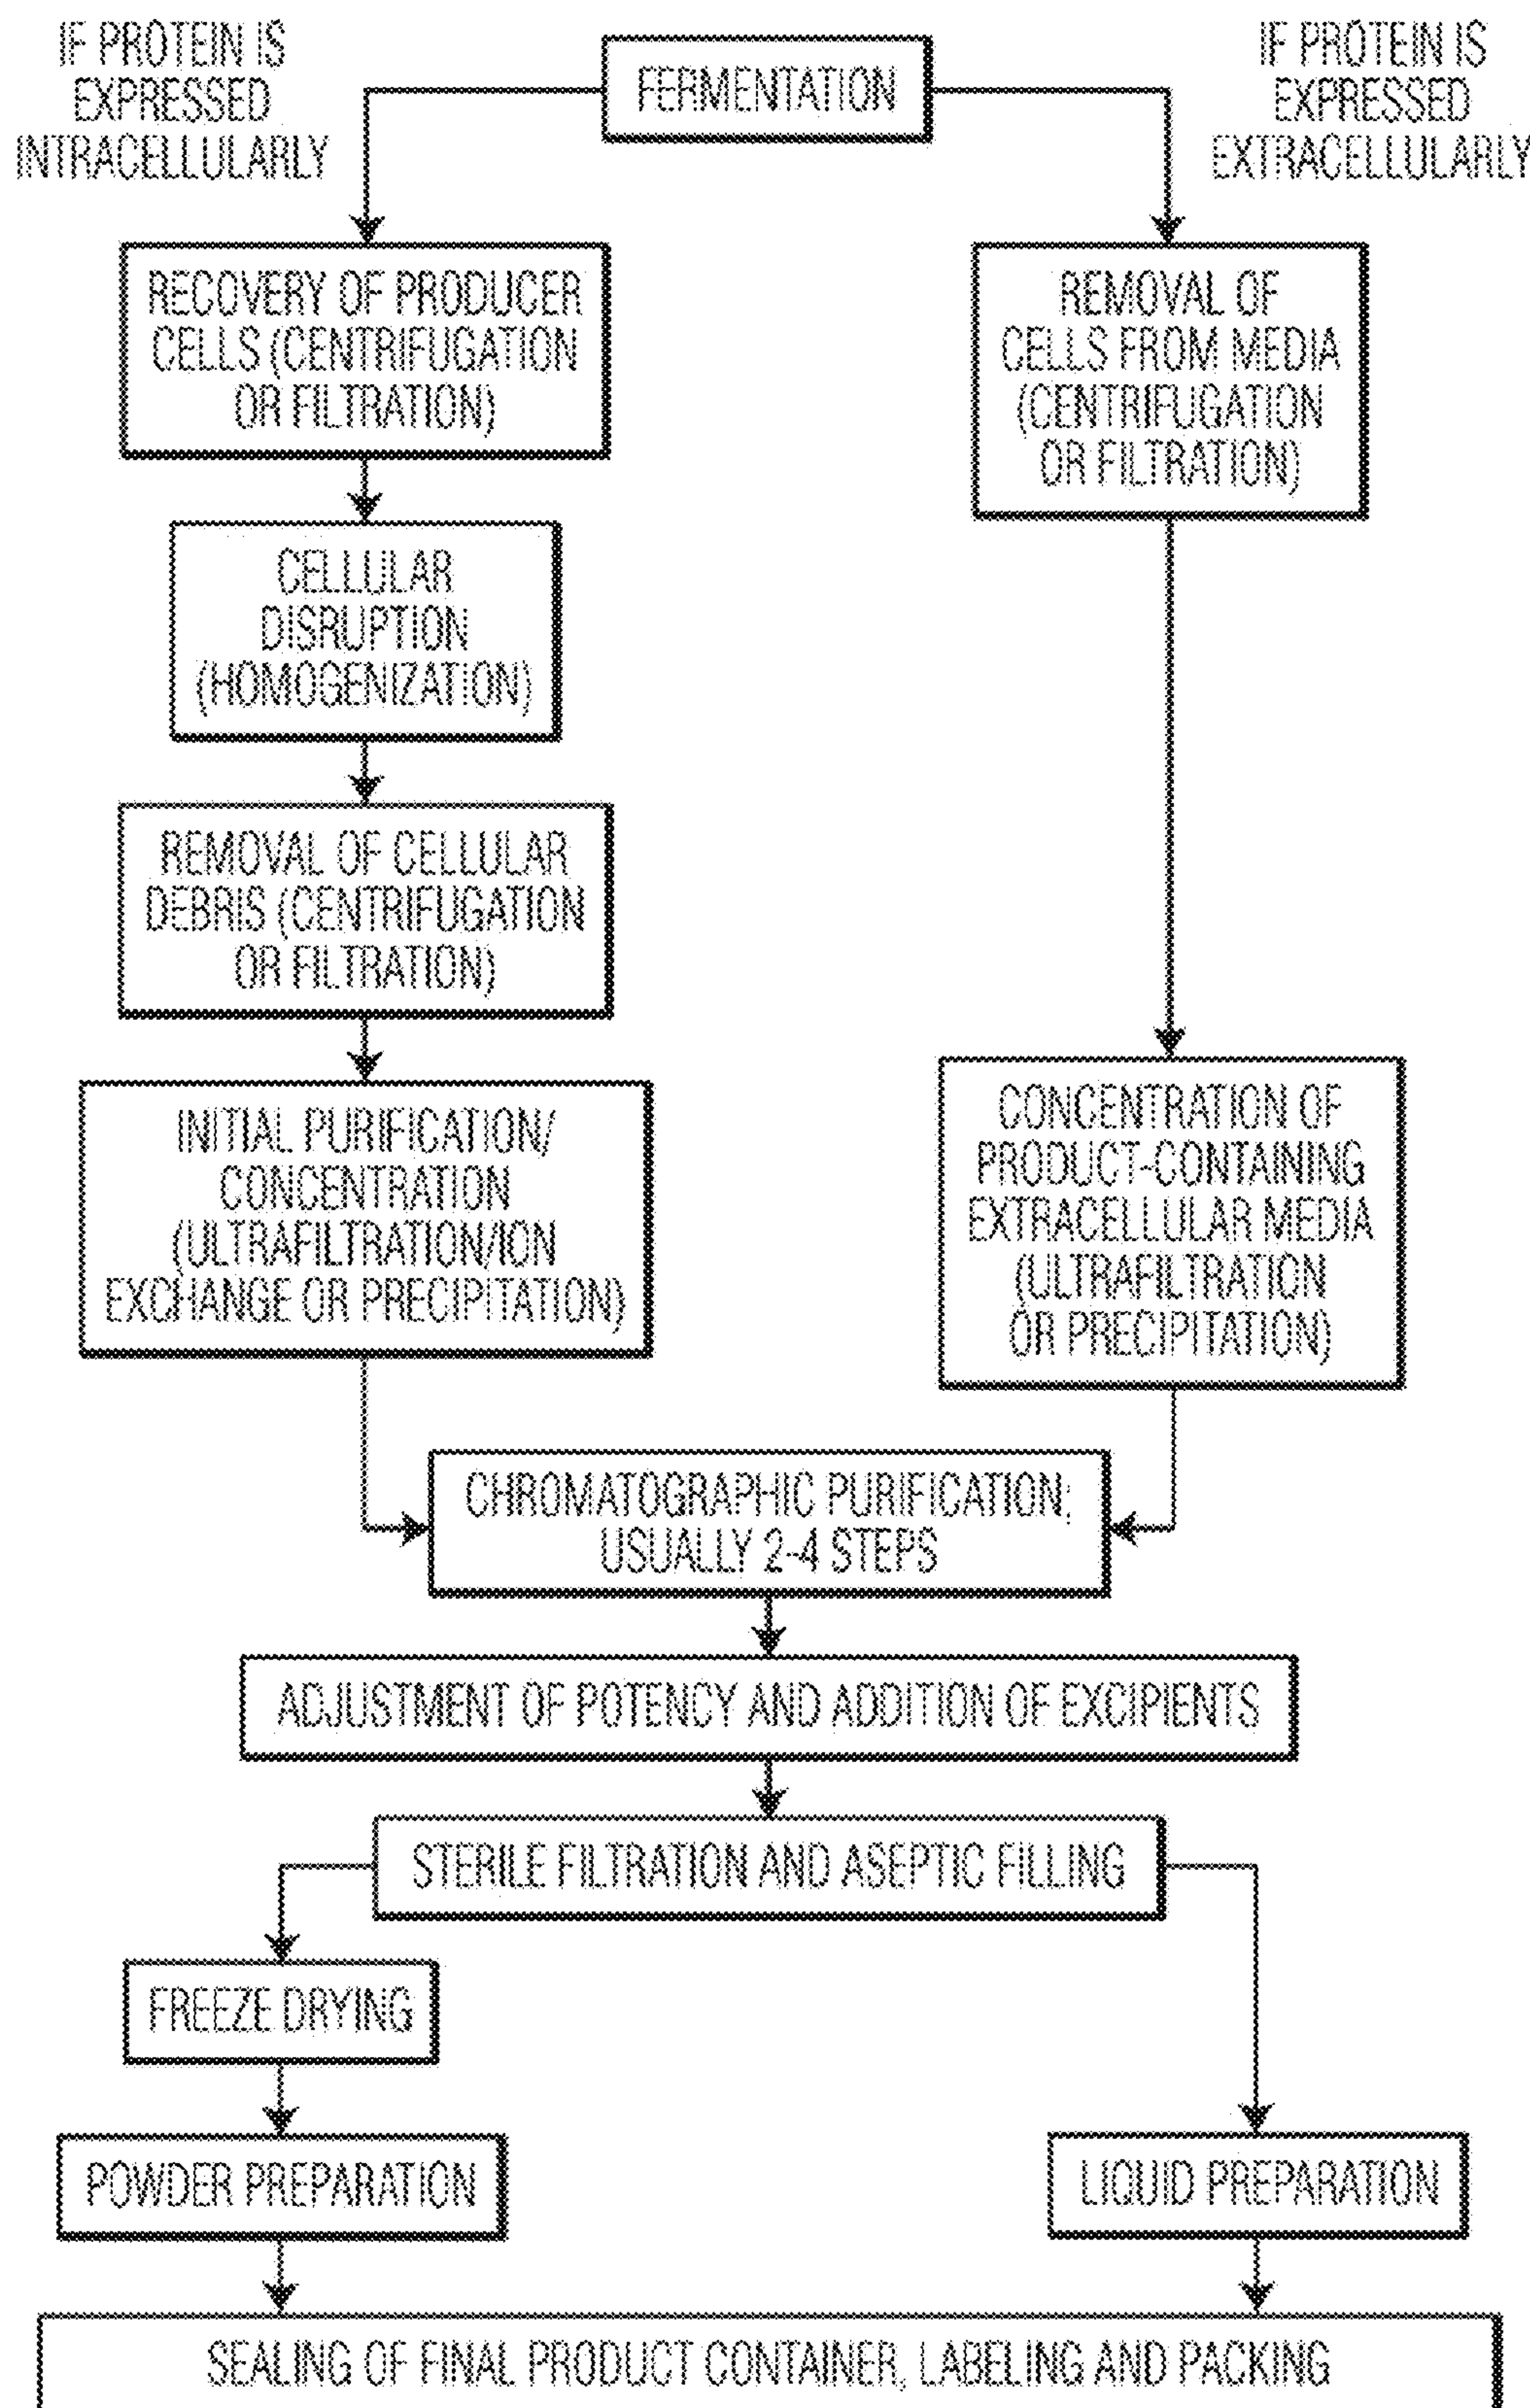 IF PROTEIN IS
EXPRESSED
INTRACELLULARLY
FERMENTATION
IF PROTEIN IS
EXPRESSED
EXTRACELLULARLY
RECOVERY OF PRODUCER
CELLS (CENTRIFUGATION
OR FILTRATION)
REMOVAL OF
CELLS FROM MEDIA
(CENTRIFUGATION
OR FILTRATION)
CELLULAR
DISRUPTION
(HOMOGENIZATION)
REMOVAL OF CELLULAR
DEBRIS (CENTRIFUGATION
OR FILTRATION)
INITIAL PURIFICATION/
CONCENTRATION
(ULTRAFILTRATION/ION
EXCHANGE OR PRECIPITATION)
CONCENTRATION OF
PRODUCT-CONTAINING
EXTRACELLULAR MEDIA
(ULTRAFILTRATION
OR PRECIPITATION)
CHROMATOGRAPHIC PURIFICATION;
USUALLY 2-4 STEPS
ADJUSTMENT OF POTENCY AND ADDITION OF EXCIPIENTS
STERILE FILTRATION AND ASEPTIC FILLING
FREEZE DRYING
POWDER PREPARATION
LIQUID PREPARATION
SEALING OF FINAL PRODUCT CONTAINER, LABELING AND PACKING